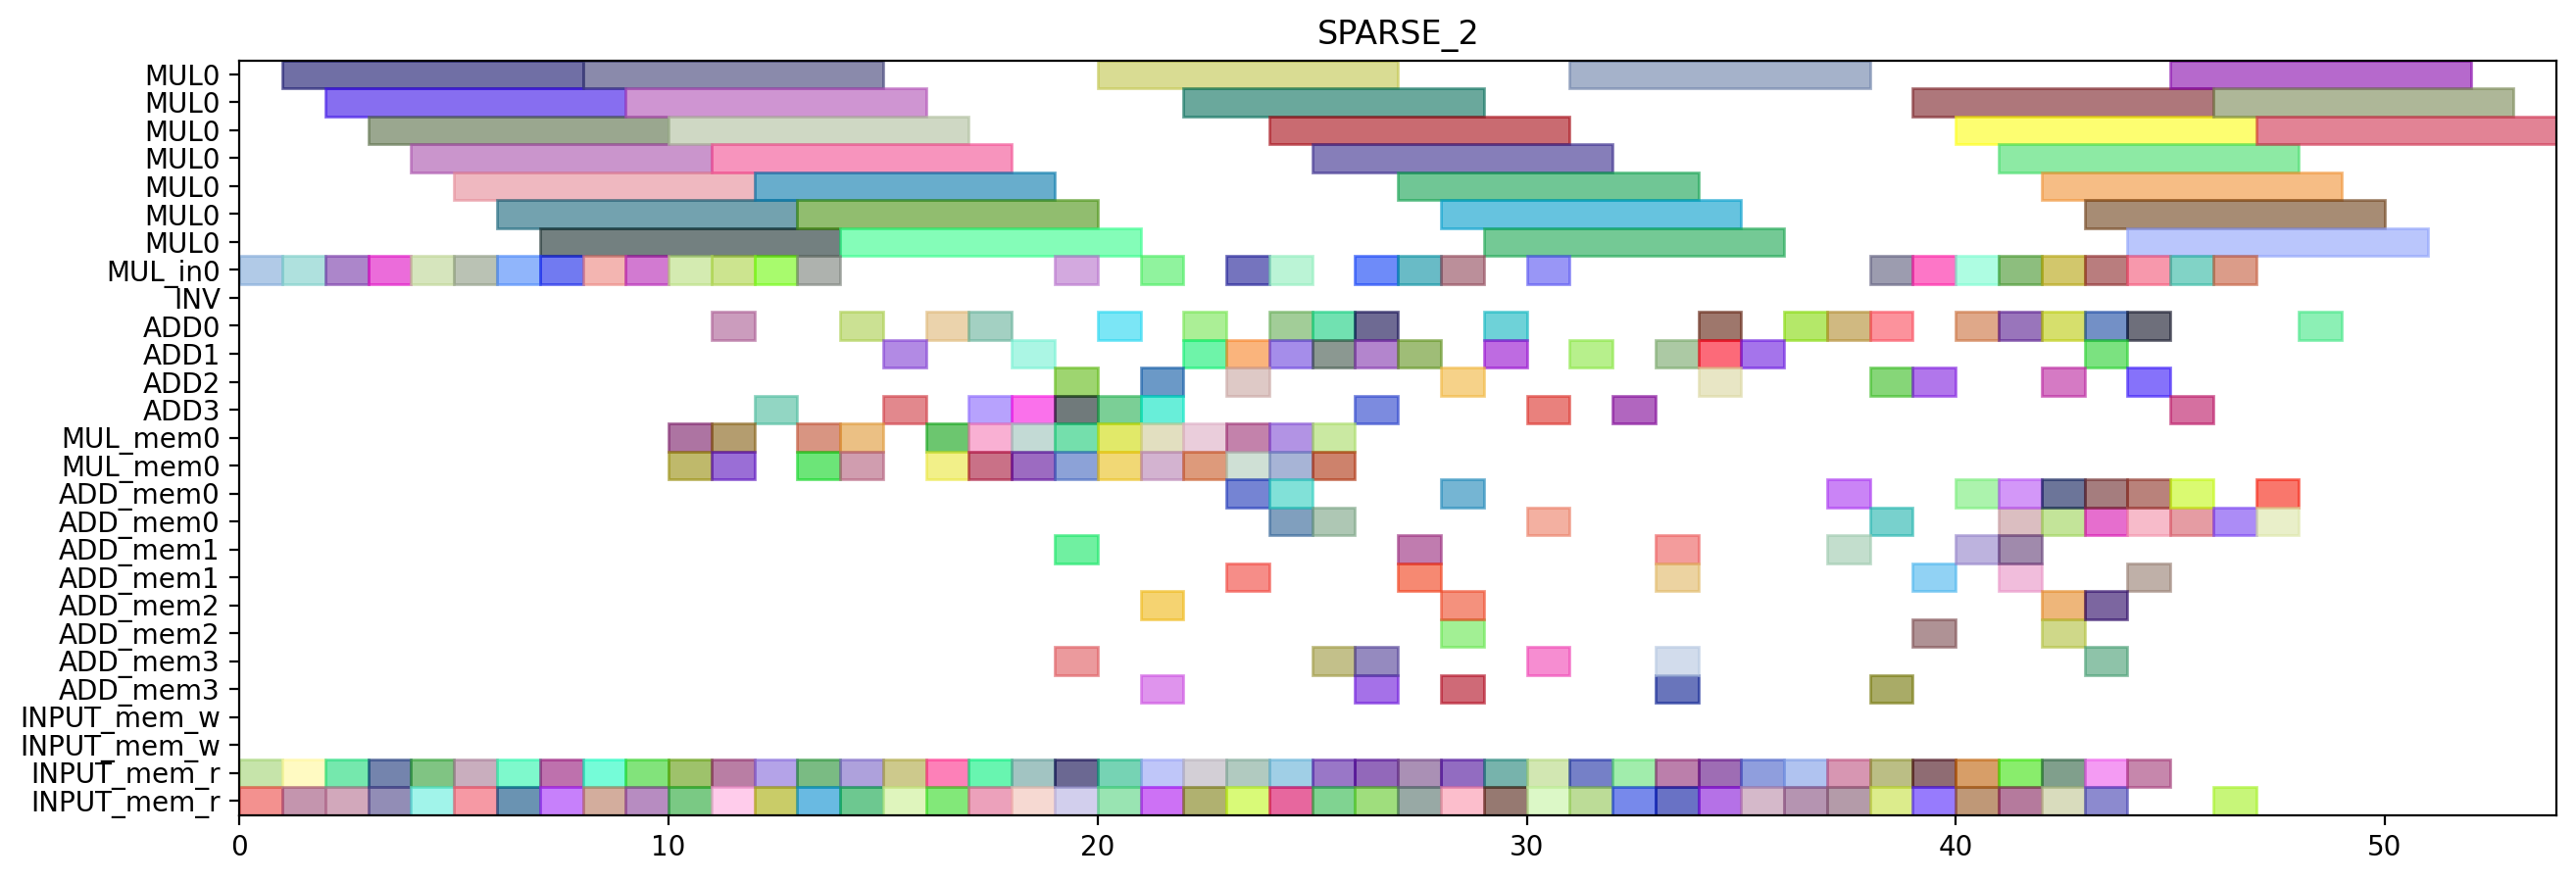 SPARSE_2
MUL0
MUL0
MUL0
MUL0
MUL0
MUL0
MUL0
MUL_in0
INV
ADD0
ADD1
ADD2
ADD3
MUL_mem0
MUL_mem0
ADD_mem0
ADD_mem0
ADD_mem1
ADD_mem1
ADD_mem2
ADD_mem2
ADD_mem3
ADD_mem3
INPUT_mem_w
INPUT_mem_w
INPUT_mem_r
INPUT_mem_r
0 10 20 30 40 50